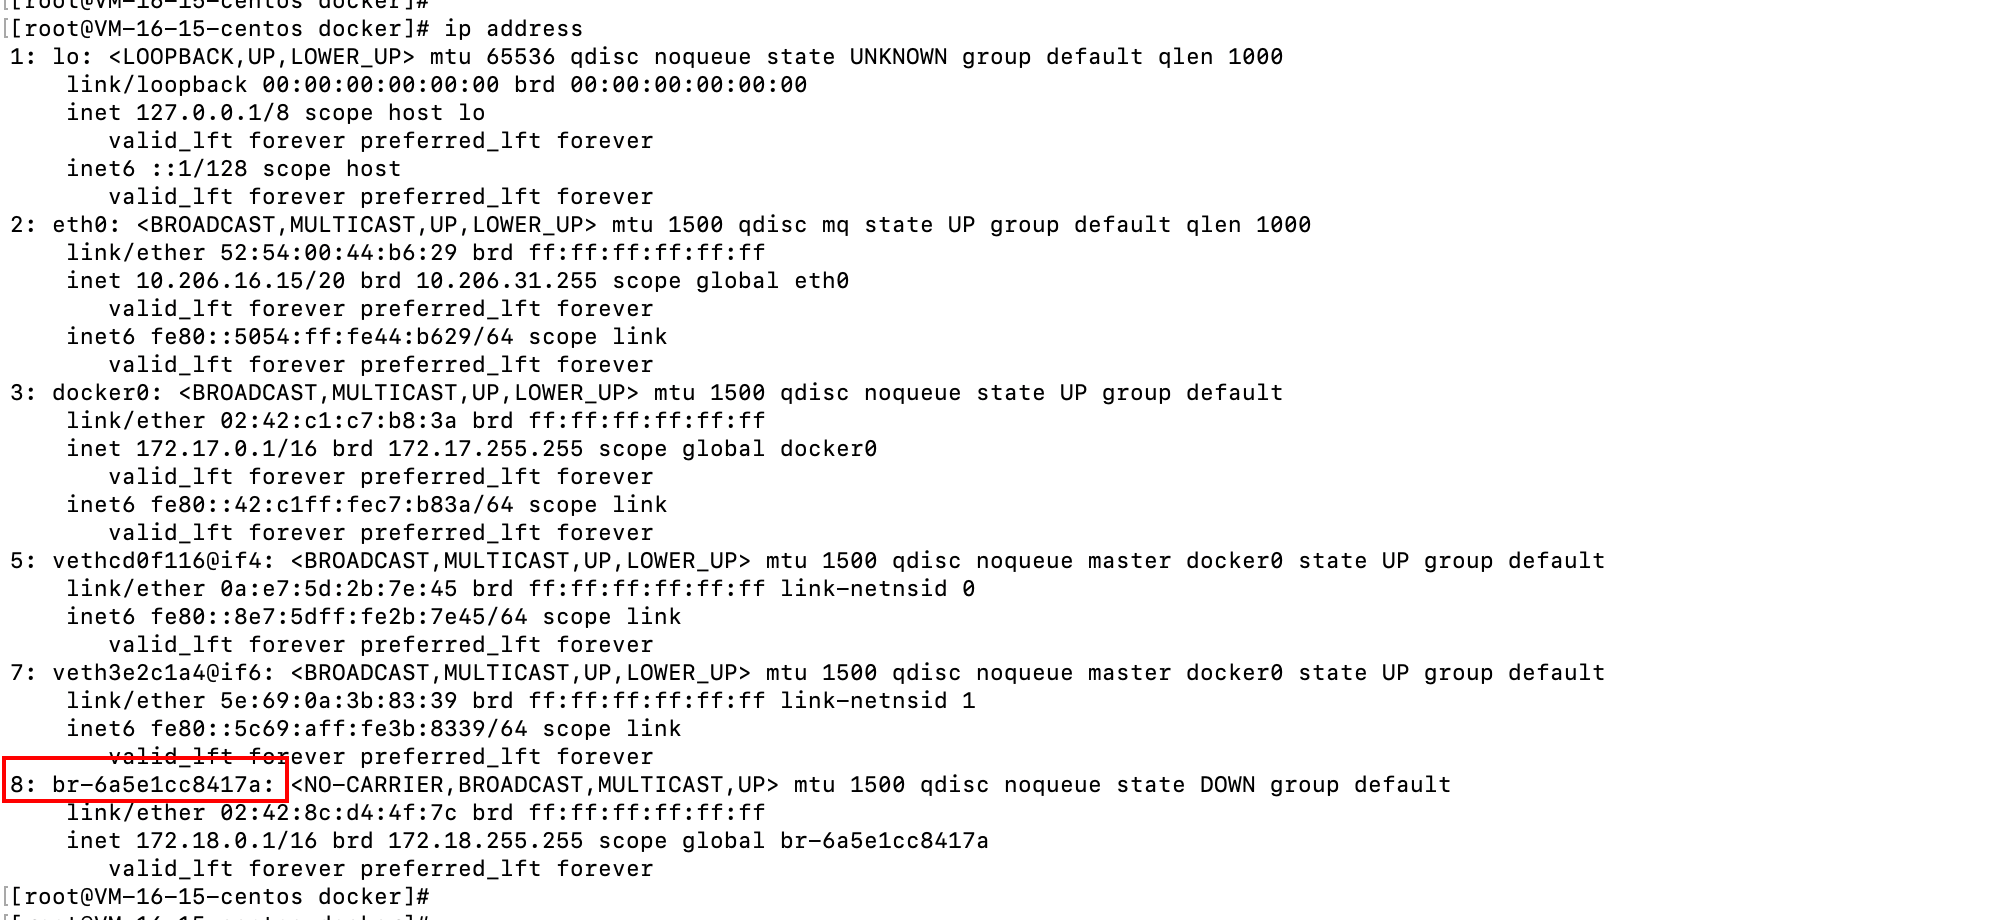 [[root@VM-16-15-centos docker]#
[[root@VM-16-15-centos docker]# ip address
1: lo: <LOOPBACK,UP,LOWER_UP> mtu 65536 qdisc noqueue state UNKNOWN group default qlen 1000
link/loopback 00:00:00:00:00:00 brd 00:00:00:00:00:00
inet 127.0.0.1/8 scope host lo
valid_lft forever preferred_lft forever
inet6 ::1/128 scope host
valid_lft forever preferred_lft forever
2: eth0: <BROADCAST,MULTICAST,UP,LOWER_UP> mtu 1500 qdisc mq state UP group default qlen 1000
link/ether 52:54:00:44:b6:29 brd ff:ff:ff:ff:ff:ff
inet 10.206.16.15/20 brd 10.206.31.255 scope global eth0
valid_lft forever preferred_lft forever
inet6 fe80::5054:ff:fe44:b629/64 scope link
valid_lft forever preferred_lft forever
3: docker0: <BROADCAST,MULTICAST,UP,LOWER_UP> mtu 1500 qdisc noqueue state UP group default
link/ether 02:42:c1:c7:b8:3a brd ff:ff:ff:ff:ff:ff
inet 172.17.0.1/16 brd 172.17.255.255 scope global docker0
valid_lft forever preferred_lft forever
inet6 fe80::42:c1ff:fec7:b83a/64 scope link
valid_lft forever preferred_lft forever
5: vethcd0f116@if4: <BROADCAST,MULTICAST,UP,LOWER_UP> mtu 1500 qdisc noqueue master docker0 state UP group default
link/ether 0a:e7:5d:2b:7e:45 brd ff:ff:ff:ff:ff:ff link-netnsid 0
inet6 fe80::8e7:5dff:fe2b:7e45/64 scope link
valid_lft forever preferred_lft forever
7: veth3e2c1a4@if6: <BROADCAST,MULTICAST,UP,LOWER_UP> mtu 1500 qdisc noqueue master docker0 state UP group default
link/ether 5e:69:0a:3b:83:39 brd ff:ff:ff:ff:ff:ff link-netnsid 1
inet6 fe80::5c69:aff:fe3b:8339/64 scope link
valid_lft forever preferred_lft forever
8: br-6a5e1cc8417a: <NO-CARRIER,BROADCAST,MULTICAST,UP> mtu 1500 qdisc noqueue state DOWN group default
link/ether 02:42:8c:d4:4f:7c brd ff:ff:ff:ff:ff:ff
inet 172.18.0.1/16 brd 172.18.255.255 scope global br-6a5e1cc8417a
valid_lft forever preferred_lft forever
[[root@VM-16-15-centos docker]#
[[root@VM-16-15-centos docker]#